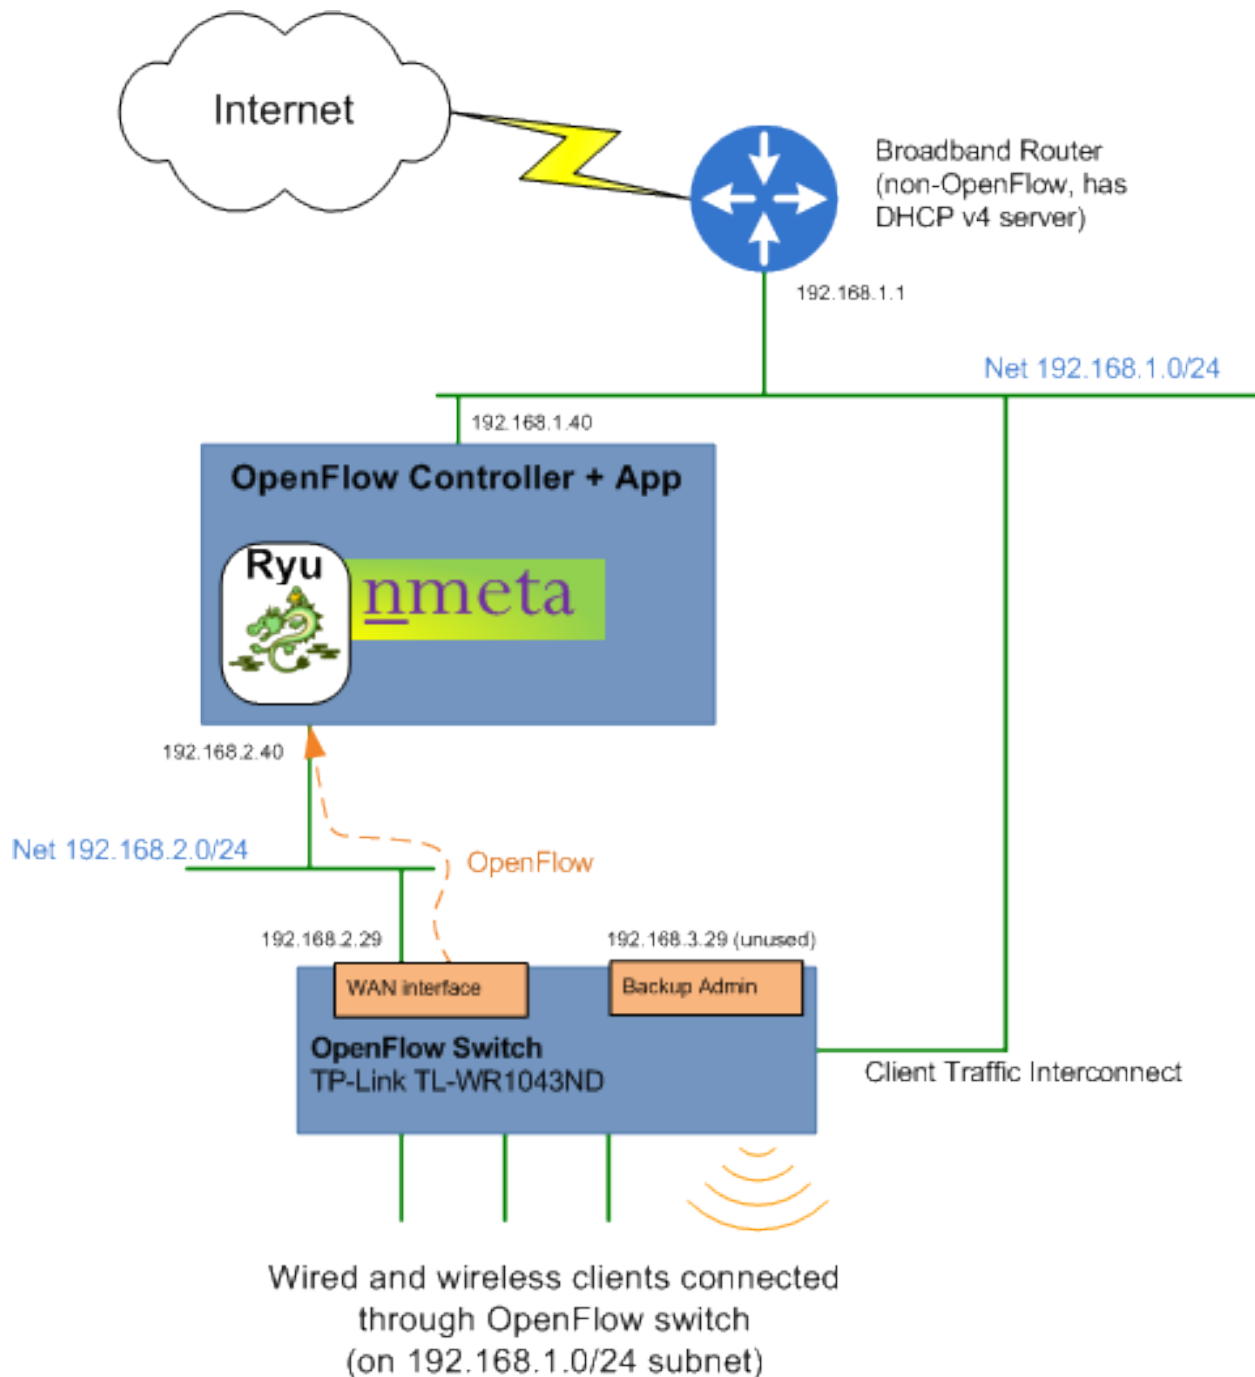 Internet
Broadband Router
(non-OpenFlow, has
DHCP v4 server)
192.168.1.1
Net 192.168.1.0/24
192.168.1.40
OpenFlow Controller + App
Ryu
nmeta
192.168.2.40
Net 192.168.2.0/24
OpenFlow
192.168.2.29
192.168.3.29 (unused)
WAN interface
Backup Admin
OpenFlow Switch
TP-Link TL-WR1043ND
Client Traffic Interconnect
Wired and wireless clients connected
through OpenFlow switch
(on 192.168.1.0/24 subnet)